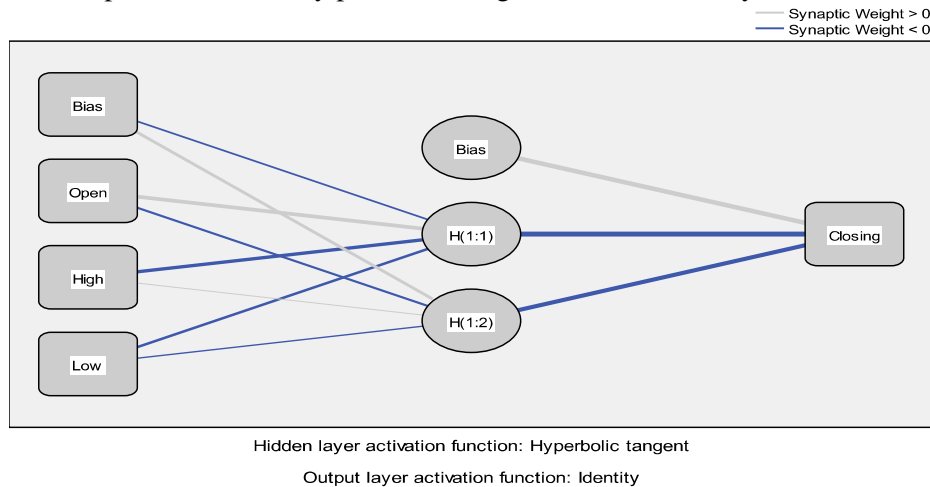 Synaptic Weight > 0
Synaptic Weight < 0
Bias
Open
High
Low
Bias
H(1:1)
H(1:2)
Closing
Hidden layer activation function: Hyperbolic tangent
Output layer activation function: Identity